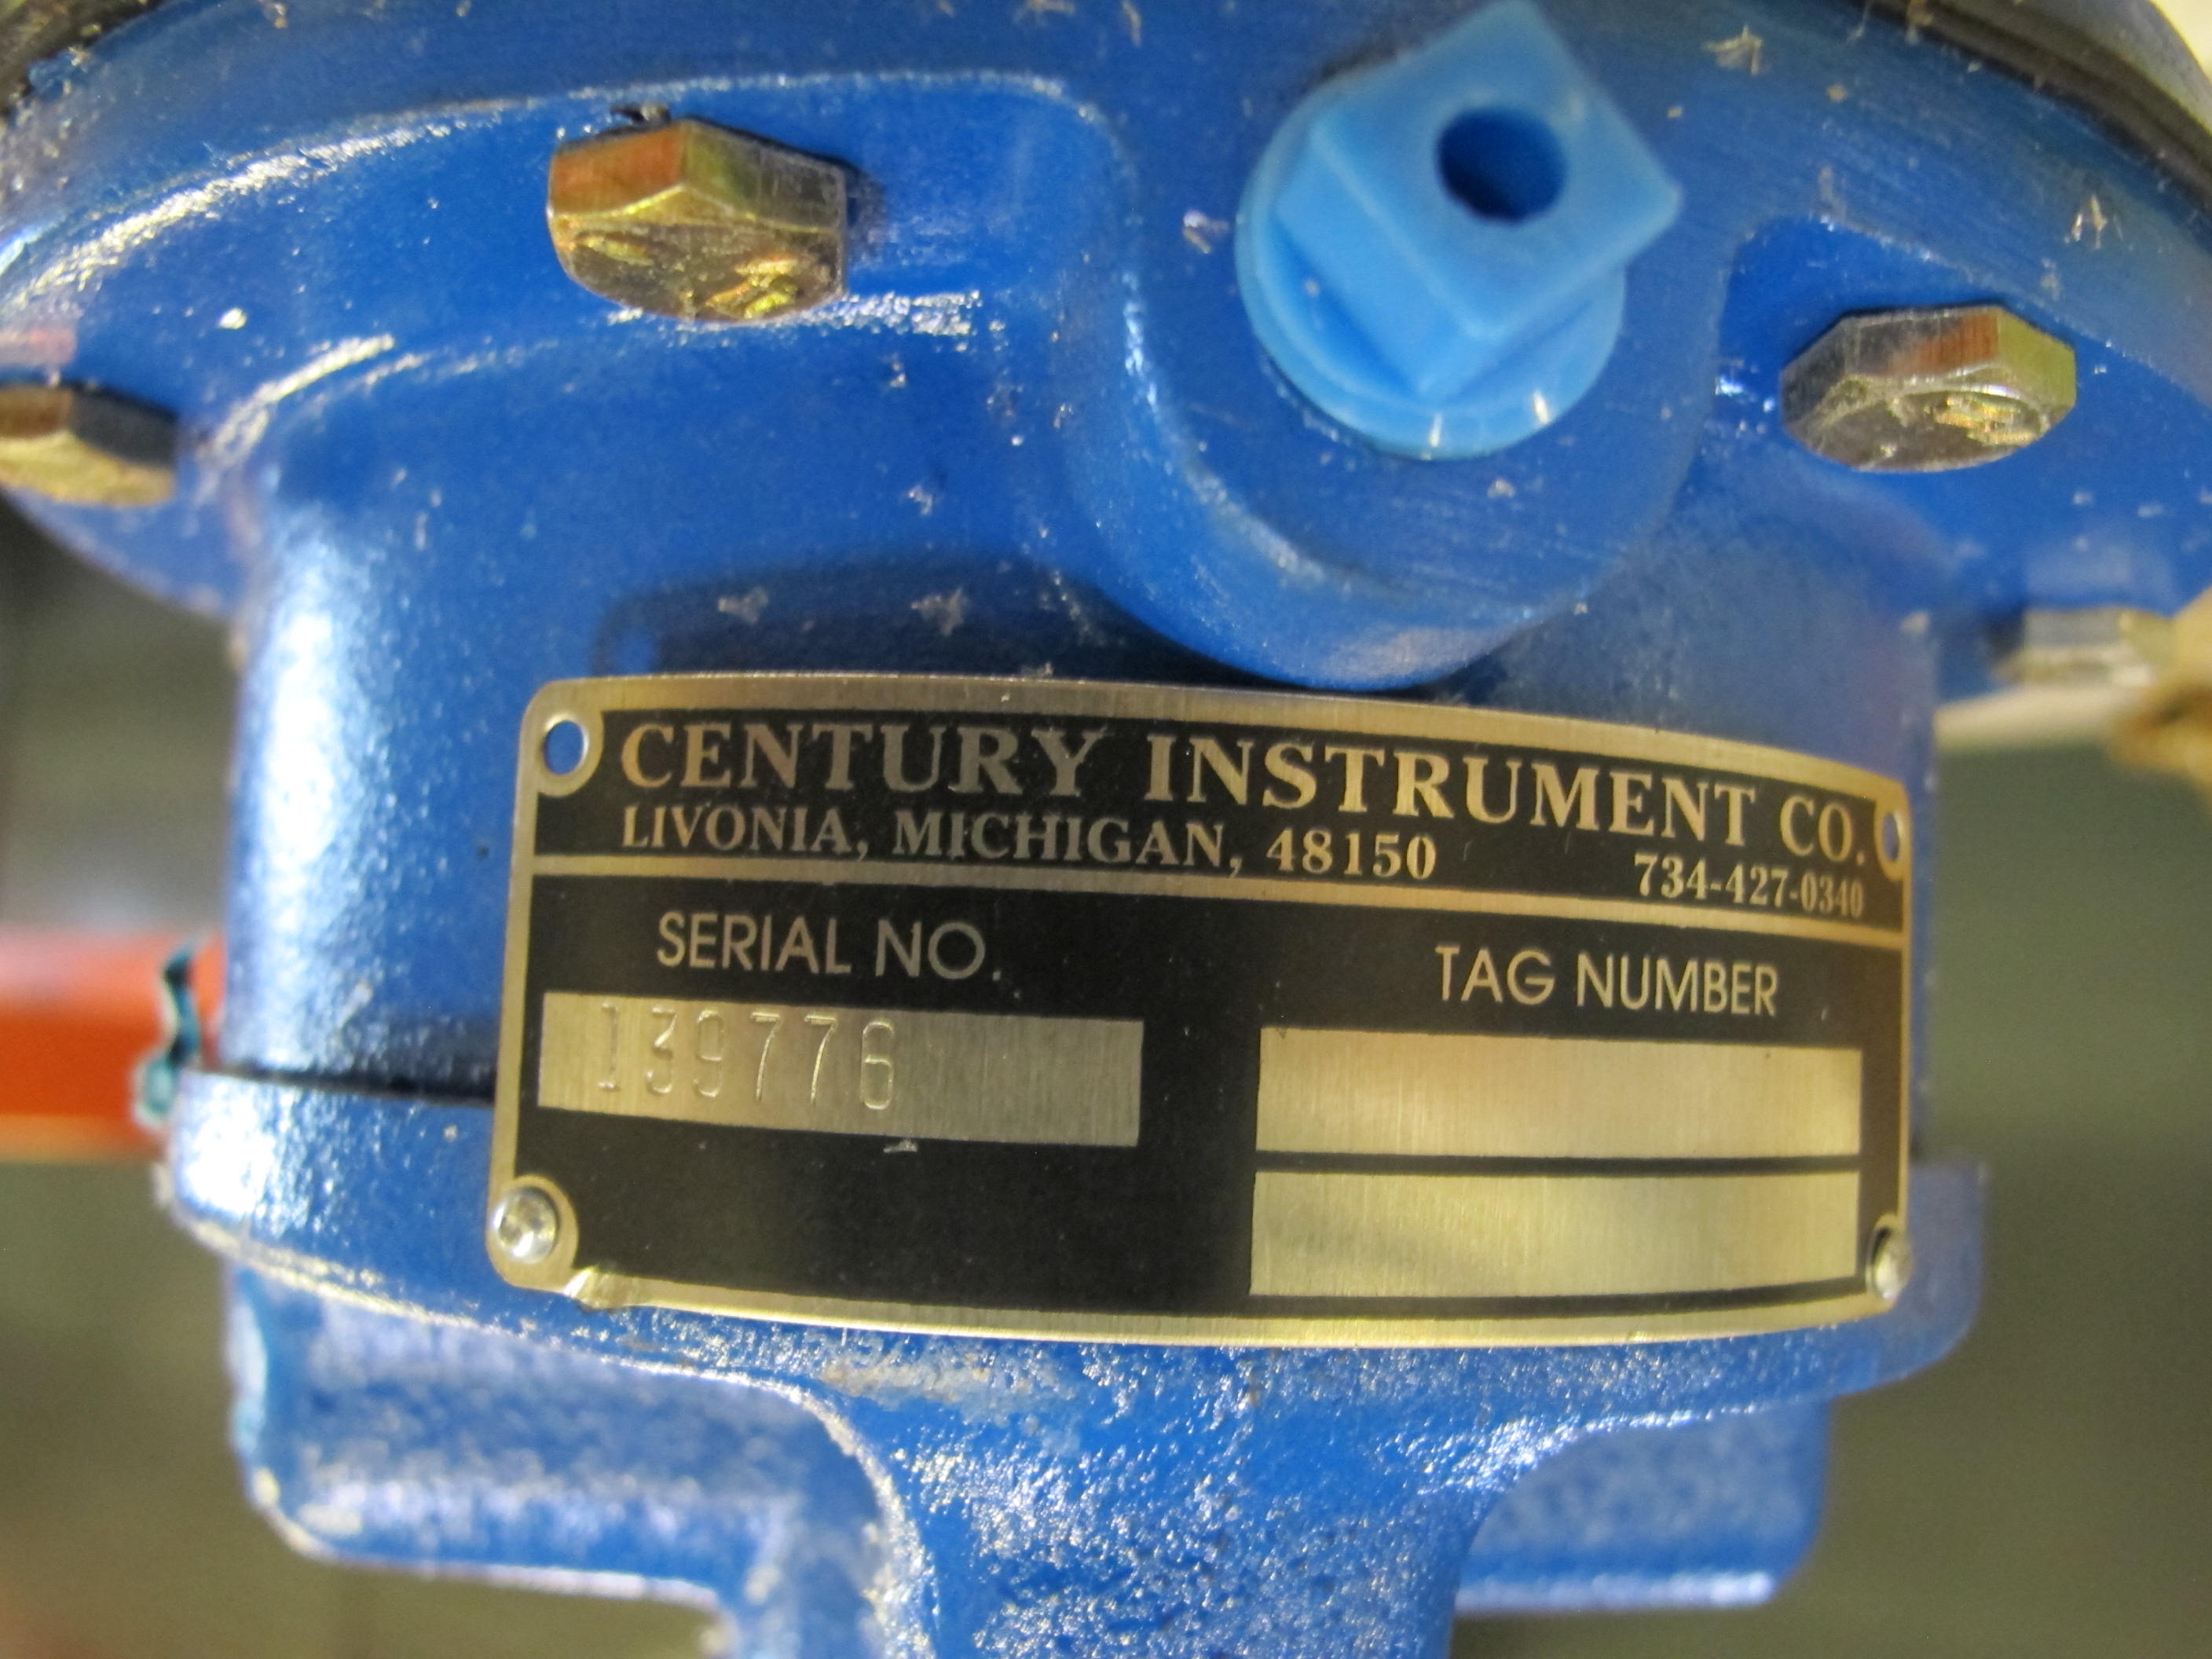 CENTURY INSTRUMENT CO.
LIVONIA, MICHIGAN, 48150 734-427-0340
SERIAL NO. TAG NUMBER
139776